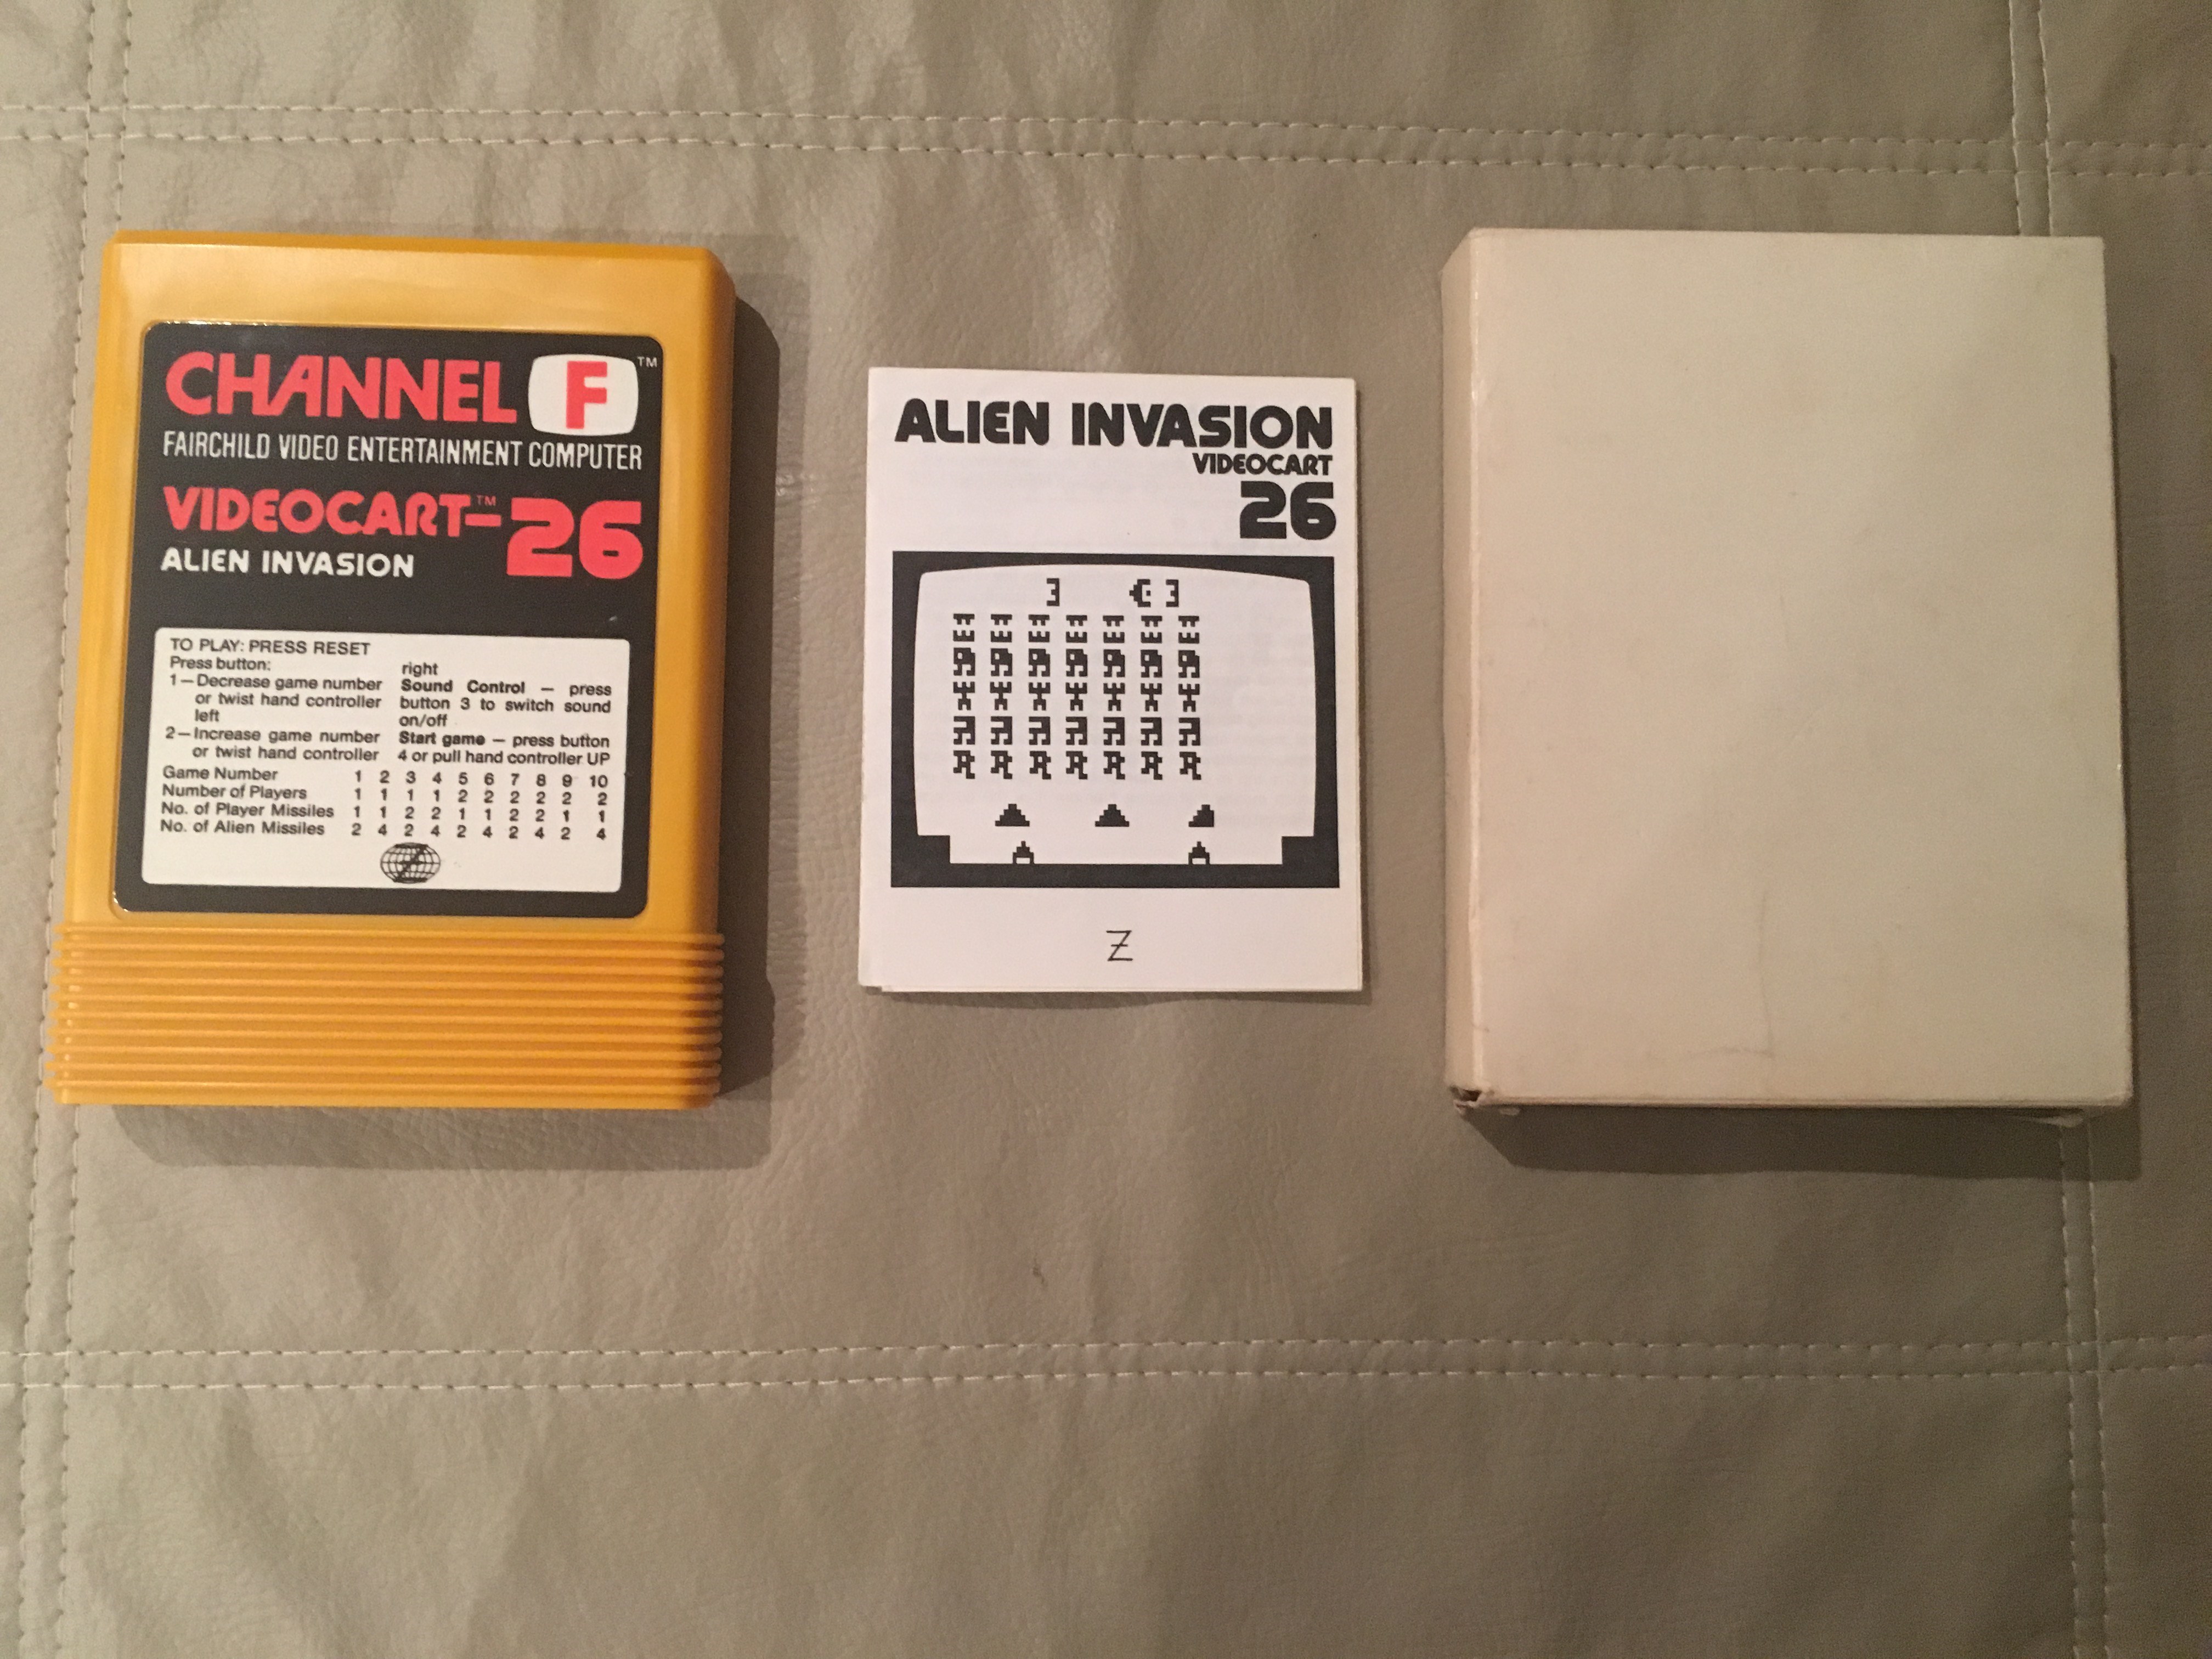 CHANNEL F™
FAIRCHILD VIDEO ENTERTAINMENT COMPUTER
VIDEOCART™-26
ALIEN INVASION
TO PLAY: PRESS RESET
Press button:
1—Decrease game number
or twist hand controller
left
2—Increase game number
or twist hand controller
right
Sound Control — press
button 3 to switch sound
on/off
Start game — press button
4 or pull hand controller UP
Game Number 1 2 3 4 5 6 7 8 9 10
Number of Players 1 1 1 1 2 2 2 2 2 2
No. of Player Missiles 1 1 2 2 1 1 2 2 1 1
No. of Alien Missiles 2 4 2 4 2 4 2 4 2 4
ALIEN INVASION
VIDEOCART
26
3 3
Z